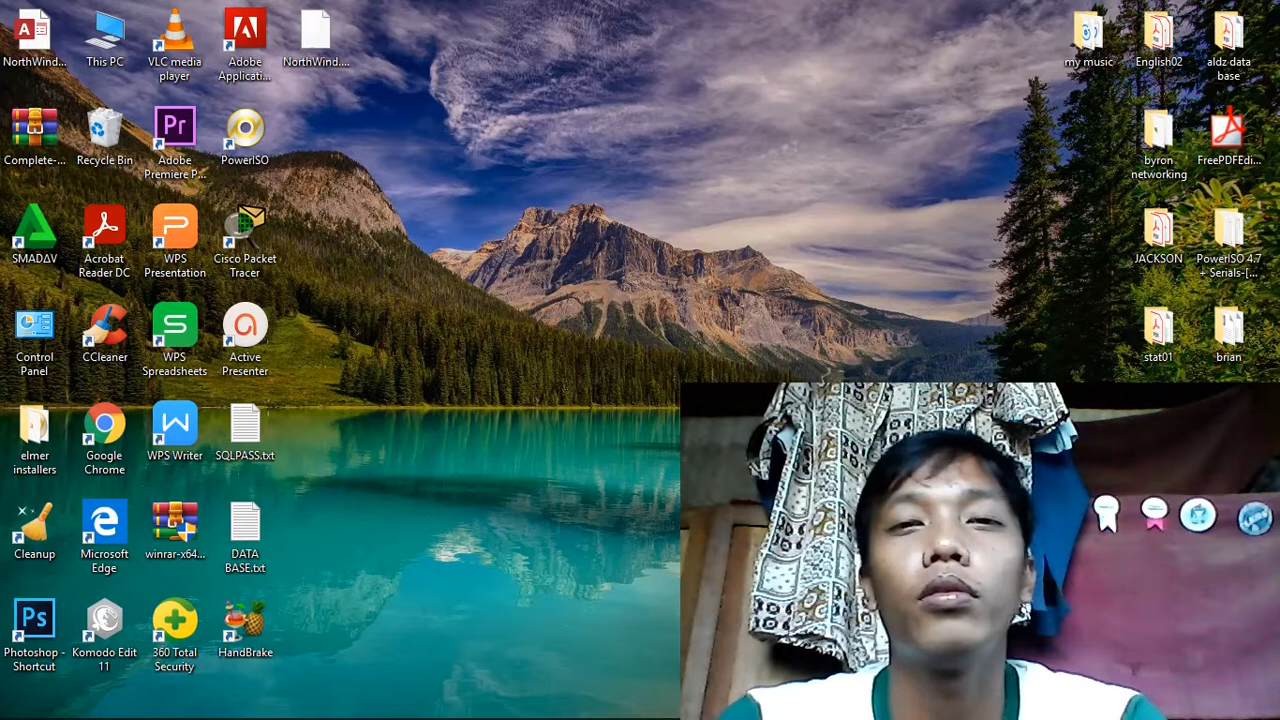 NorthWind...
This PC
VLC media
player
Adobe
Applicati...
NorthWind....
my music
English02
aldz data
base
Complete-...
Recycle Bin
Pr
Adobe
Premiere P...
PowerISO
byron
networking
FreePDFEdi...
SMADΔV
Acrobat
Reader DC
WPS
Presentation
Cisco Packet
Tracer
JACKSON
PowerISO 4.7
+ Serials-[...
Control
Panel
CCleaner
WPS
Spreadsheets
Active
Presenter
stat01
brian
elmer
installers
Google
Chrome
WPS Writer
SQLPASS.txt
Cleanup
Microsoft
Edge
winrar-x64...
DATA
BASE.txt
Ps
Photoshop -
Shortcut
Komodo Edit
11
360 Total
Security
HandBrake